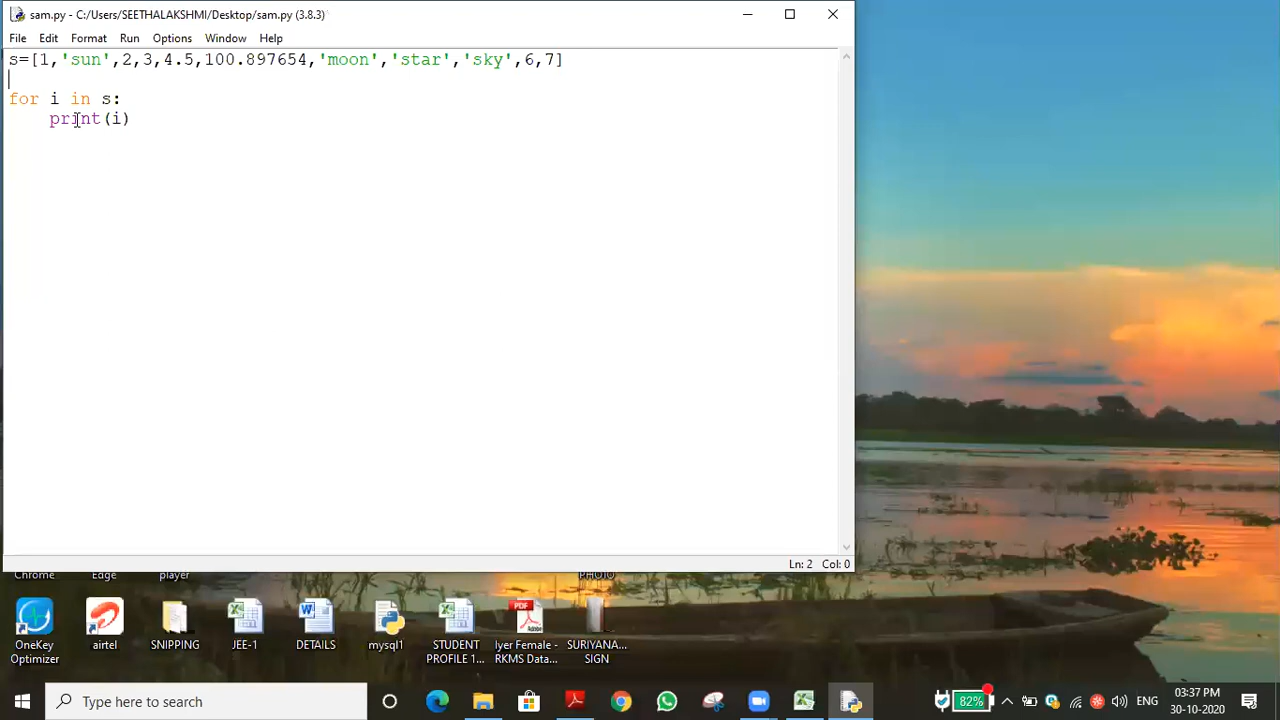 sam.py - C:/Users/SEETHALAKSHMI/Desktop/sam.py (3.8.3)
File Edit Format Run Options Window Help
s=[1,'sun',2,3,4.5,100.897654,'moon','star','sky',6,7]
for i in s:
    print(i)
Ln: 2 Col: 0
Chrome Edge player PHOTO
OneKey Optimizer
airtel
SNIPPING
JEE-1
DETAILS
mysql1
STUDENT PROFILE 1...
PDF
Iyer Female - RKMS Data...
SURIYANA... SIGN
Type here to search
82%
ENG
03:37 PM
30-10-2020